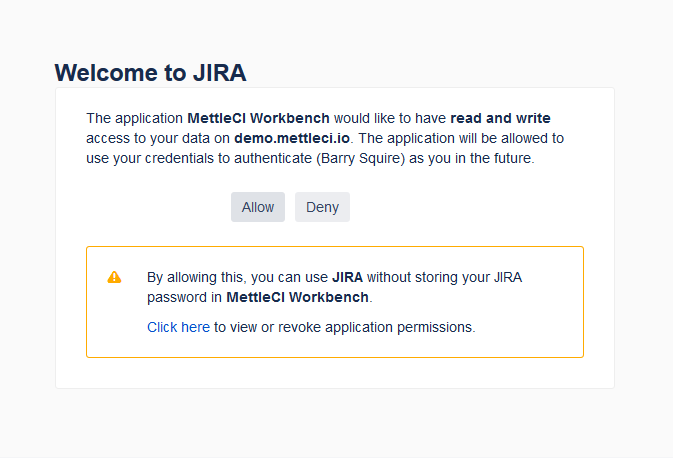 Welcome to JIRA
The application MettleCI Workbench would like to have read and write
access to your data on demo.mettleci.io. The application will be allowed to
use your credentials to authenticate (Barry Squire) as you in the future.
Allow Deny
By allowing this, you can use JIRA without storing your JIRA
password in MettleCI Workbench.
Click here to view or revoke application permissions.